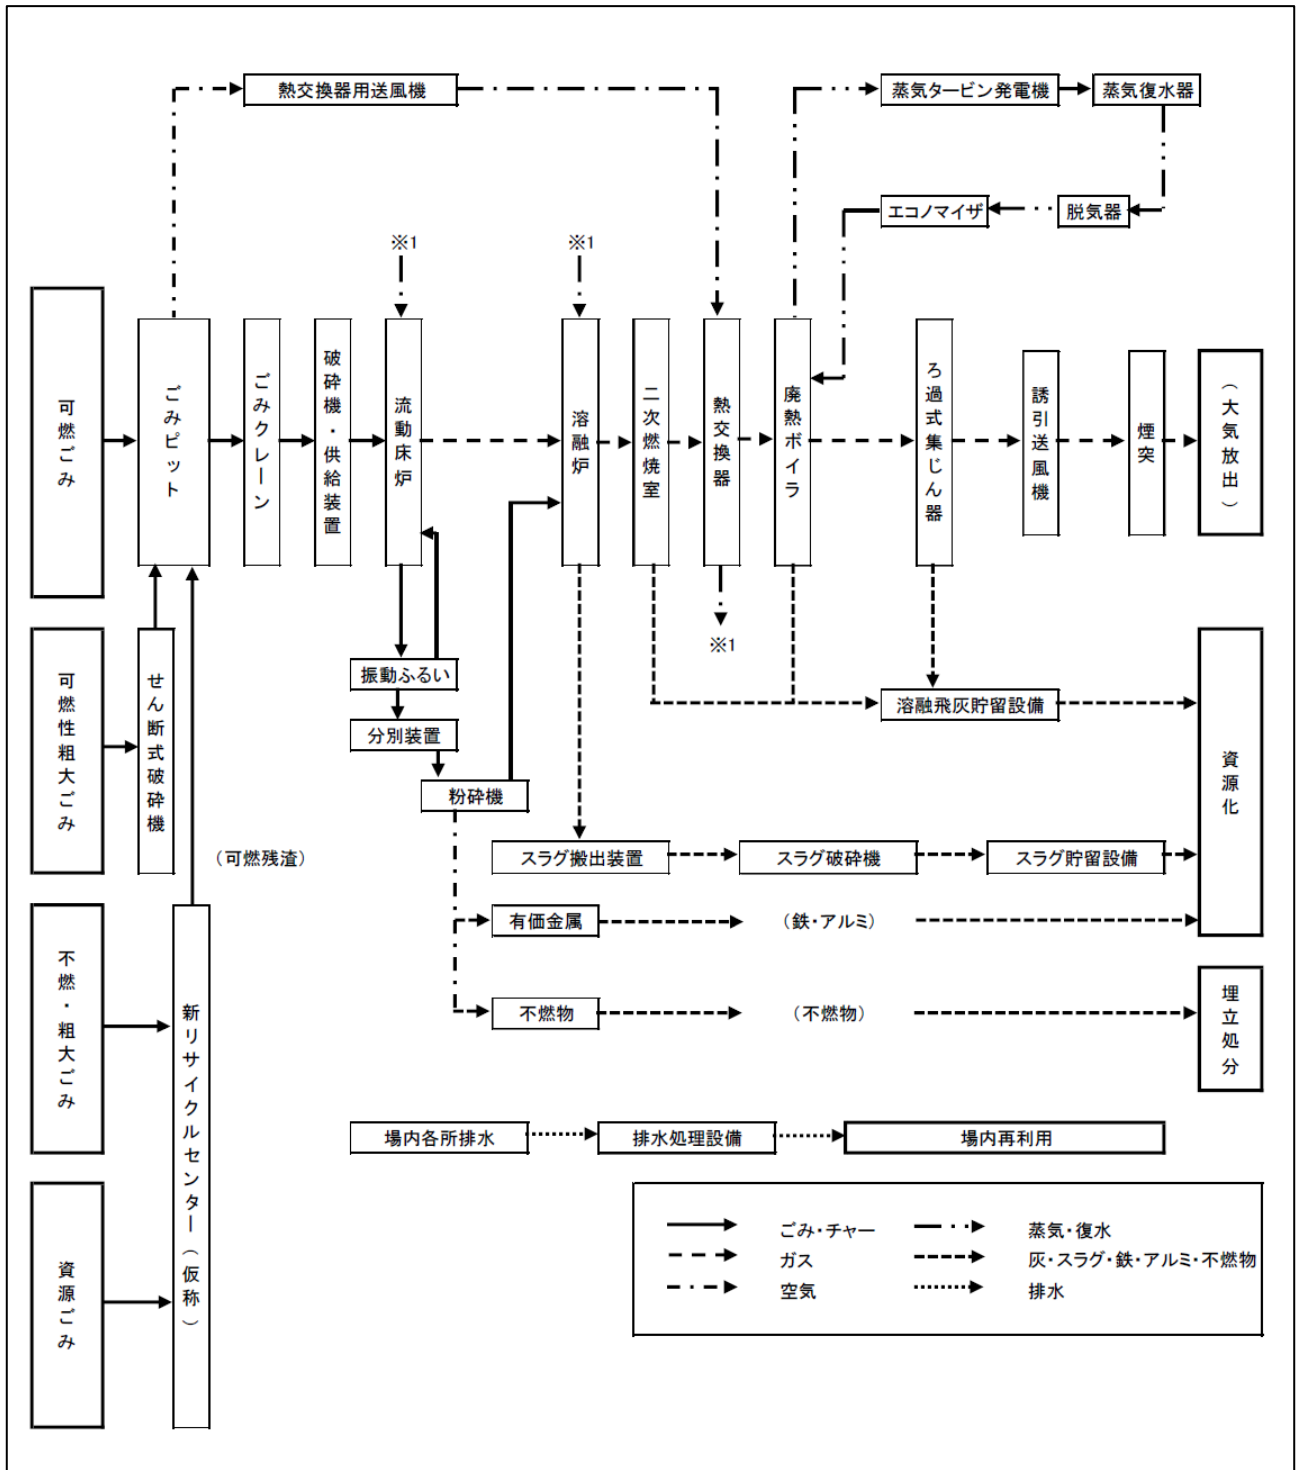 熱交換器用送風機
蒸気タービン発電機
蒸気復水器
エコノマイザ
脱気器
※1
※1
可燃ごみ
ごみピット
ごみクレーン
破砕機・供給装置
流動床炉
溶融炉
二次燃焼室
熱交換器
廃熱ボイラ
ろ過式集じん器
誘引送風機
煙突
（大気放出）
※1
可燃性粗大ごみ
せん断式破砕機
振動ふるい
分別装置
粉砕機
溶融飛灰貯留設備
資源化
（可燃残渣）
スラグ搬出装置
スラグ破砕機
スラグ貯留設備
有価金属
（鉄・アルミ）
不燃・粗大ごみ
新リサイクルセンター（仮称）
不燃物
（不燃物）
埋立処分
場内各所排水
排水処理設備
場内再利用
資源ごみ
ごみ・チャー
蒸気・復水
ガス
灰・スラグ・鉄・アルミ・不燃物
空気
排水